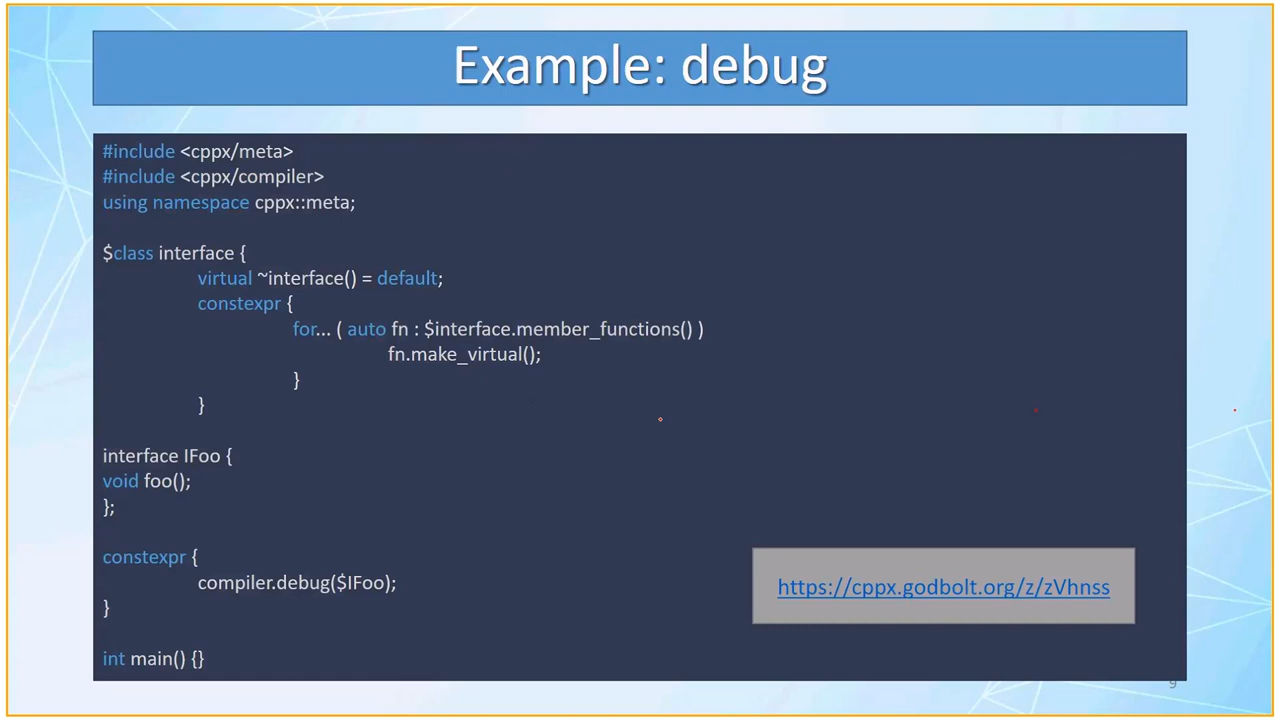 Example: debug
#include <cppx/meta>
#include <cppx/compiler>
using namespace cppx::meta;
$class interface {
virtual ~interface() = default;
constexpr {
for... ( auto fn : $interface.member_functions() )
fn.make_virtual();
}
}
interface IFoo {
void foo();
};
constexpr {
compiler.debug($IFoo);
}
https://cppx.godbolt.org/z/zVhnss
int main() {}
9